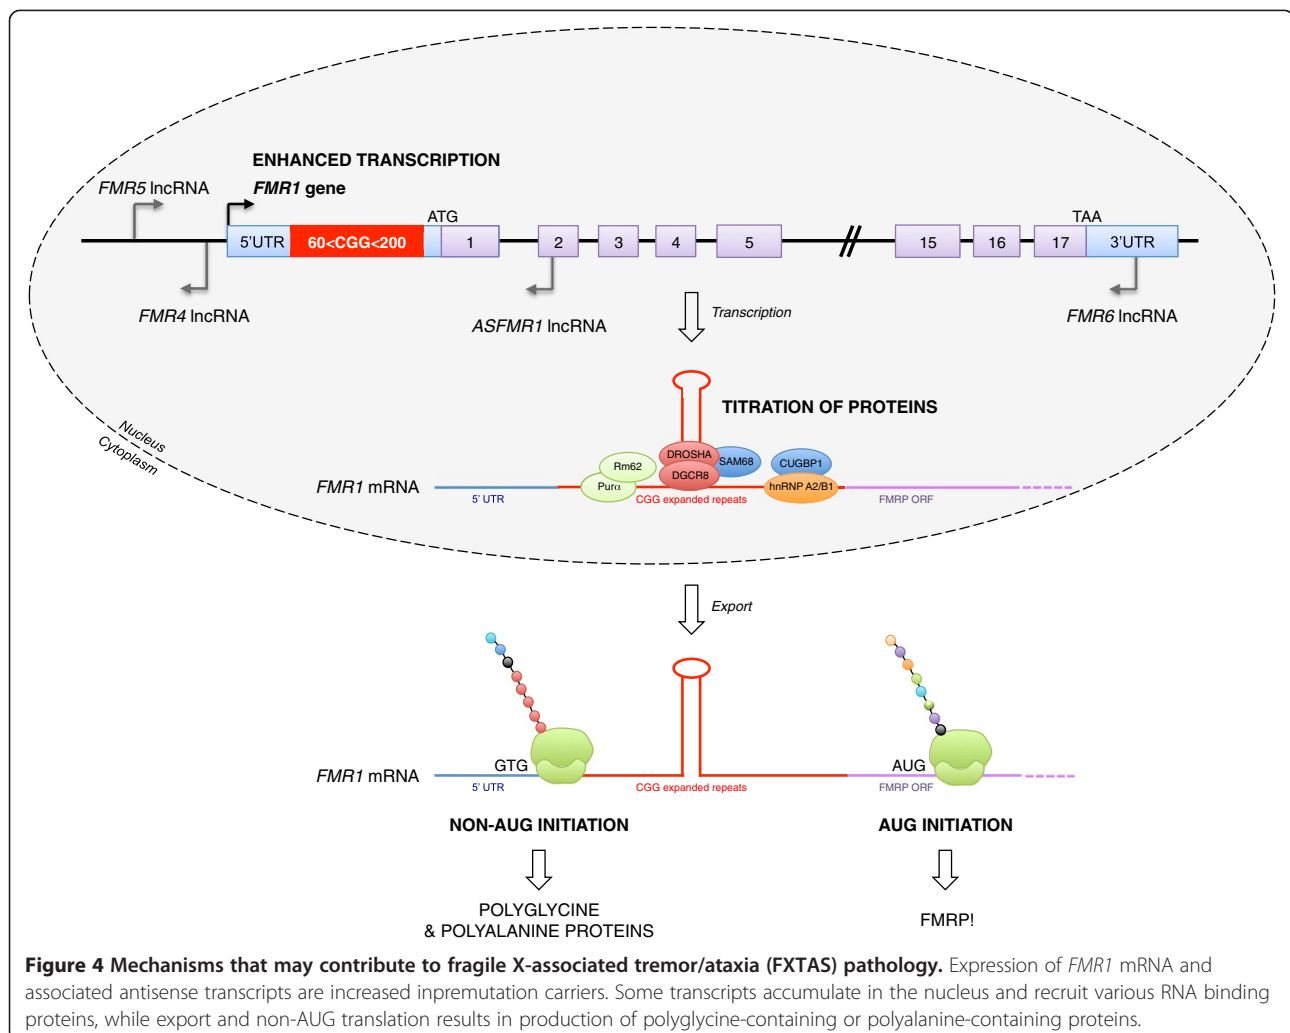 ENHANCED TRANSCRIPTION
FMR5 lncRNA
FMR1 gene
ATG
TAA
5'UTR
60<CGG<200
1
2
3
4
5
15
16
17
3'UTR
FMR4 lncRNA
ASFMR1 lncRNA
Transcription
FMR6 lncRNA
TITRATION OF PROTEINS
Nucleus
Cytoplasm
DROSHA
SAM68
CUGBP1
Rm62
DGCR8
Purα
hnRNP A2/B1
FMR1 mRNA
5' UTR
CGG expanded repeats
FMRP ORF
Export
GTG
AUG
FMR1 mRNA
5' UTR
CGG expanded repeats
FMRP ORF
NON-AUG INITIATION
AUG INITIATION
POLYGLYCINE
& POLYALANINE PROTEINS
FMRP!
Figure 4 Mechanisms that may contribute to fragile X-associated tremor/ataxia (FXTAS) pathology. Expression of FMR1 mRNA and
associated antisense transcripts are increased inpremutation carriers. Some transcripts accumulate in the nucleus and recruit various RNA binding
proteins, while export and non-AUG translation results in production of polyglycine-containing or polyalanine-containing proteins.